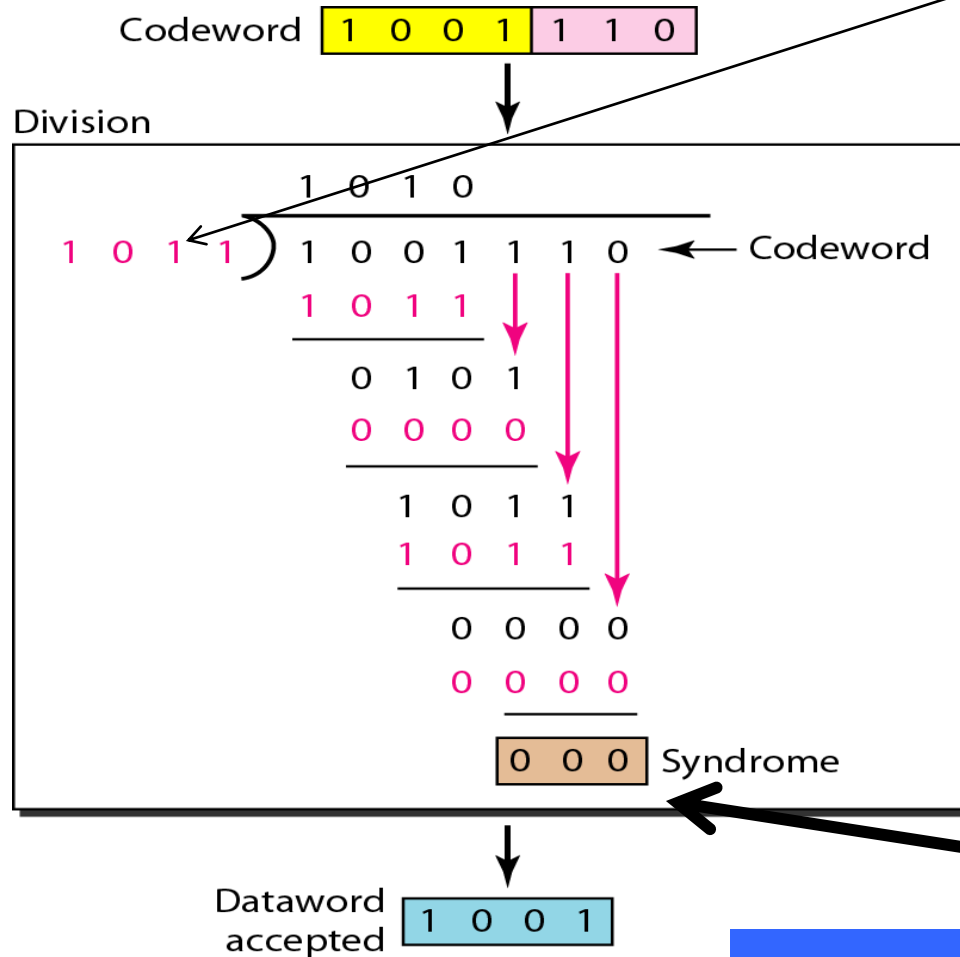 Codeword 1 0 0 1 1 1 0
Division
1 0 1 0
1 0 1 1 1 0 0 1 1 1 0 Codeword
1 0 1 1
0 1 0 1
0 0 0 0
1 0 1 1
1 0 1 1
0 0 0 0
0 0 0 0
0 0 0 Syndrome
Dataword
accepted 1 0 0 1